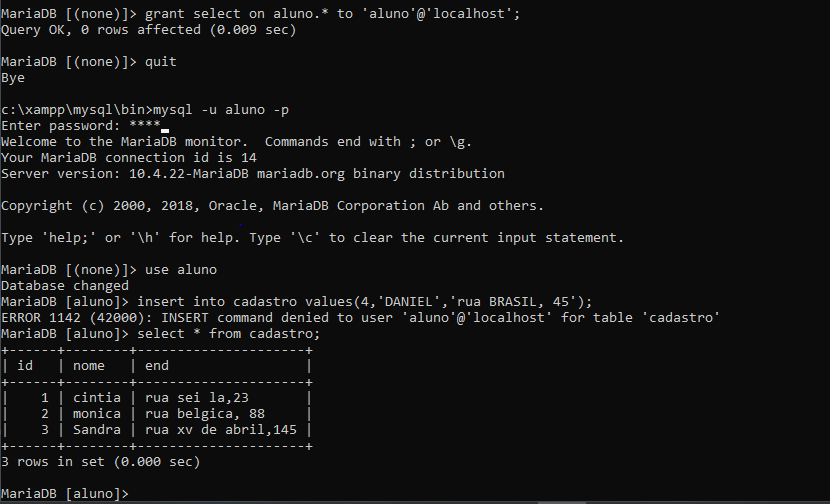 MariaDB [(none)]> grant select on aluno.* to 'aluno'@'localhost';
Query OK, 0 rows affected (0.009 sec)
MariaDB [(none)]> quit
Bye
c:\xampp\mysql\bin>mysql -u aluno -p
Enter password: ****
Welcome to the MariaDB monitor.  Commands end with ; or \g.
Your MariaDB connection id is 14
Server version: 10.4.22-MariaDB mariadb.org binary distribution
Copyright (c) 2000, 2018, Oracle, MariaDB Corporation Ab and others.
Type 'help;' or '\h' for help. Type '\c' to clear the current input statement.
MariaDB [(none)]> use aluno
Database changed
MariaDB [aluno]> insert into cadastro values(4,'DANIEL','rua BRASIL, 45');
ERROR 1142 (42000): INSERT command denied to user 'aluno'@'localhost' for table 'cadastro'
MariaDB [aluno]> select * from cadastro;
+------+--------+---------------------+
| id   | nome   | end                 |
+------+--------+---------------------+
|    1 | cintia | rua sei la,23       |
|    2 | monica | rua belgica, 88     |
|    3 | Sandra | rua xv de abril,145 |
+------+--------+---------------------+
3 rows in set (0.000 sec)
MariaDB [aluno]>